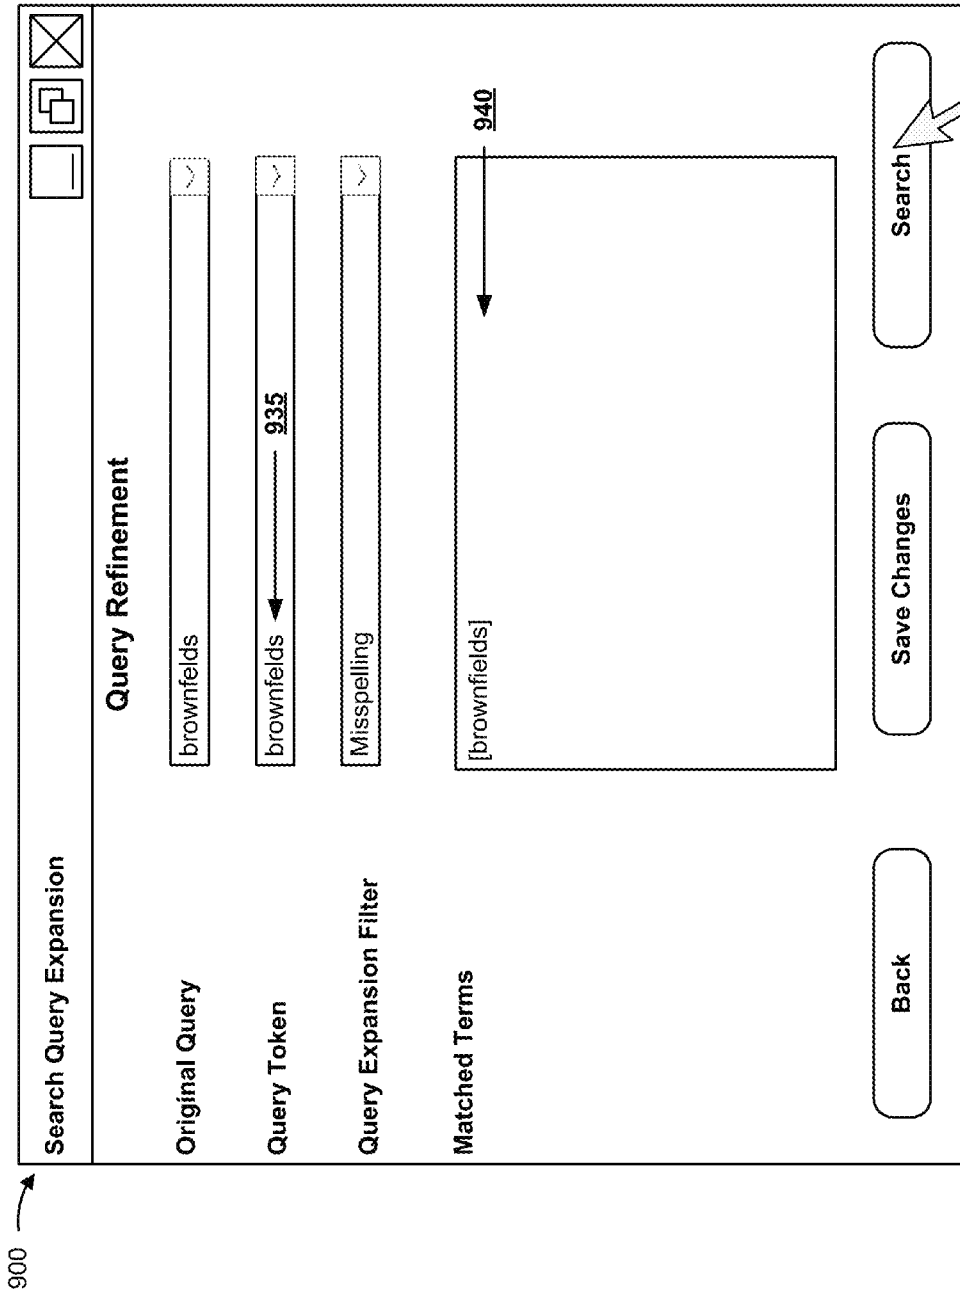 900
Search Query Expansion
Query Refinement
Original Query
brownfelds
Query Token
brownfelds
935
Query Expansion Filter
Misspelling
Matched Terms
[brownfields]
940
Back
Save Changes
Search